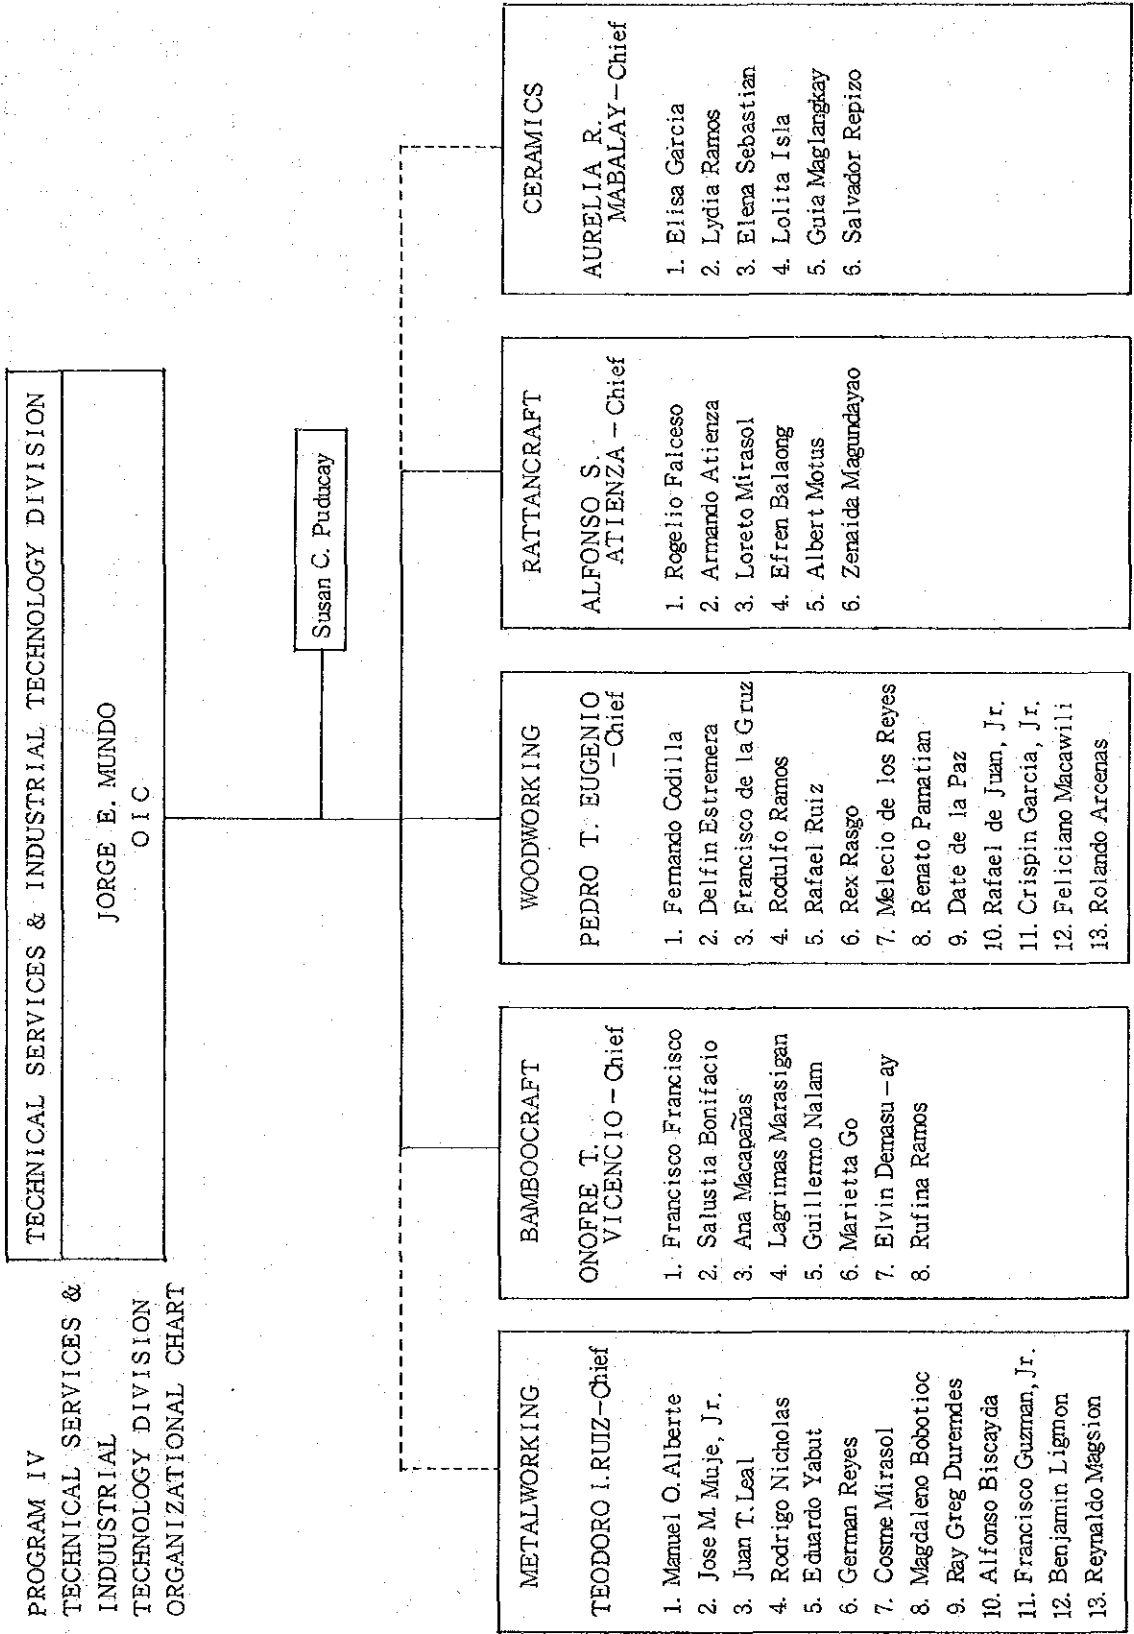 PROGRAM IV
TECHNICAL SERVICES &
INDUUSTRIAL
TECHNOLOGY DIVISION
ORGANIZATIONAL CHART
TECHNICAL SERVICES & INDUSTRIAL TECHNOLOGY DIVISION
JORGE E. MUNDO
OIC
Susan C. Puducay
METALWORKING
TEODORO I. RUIZ-Chief
1. Manuel O. Alberte
2. Jose M. Muje, Jr.
3. Juan T. Leal
4. Rodrigo Nicholas
5. Eduardo Yabut
6. German Reyes
7. Cosme Mirasol
8. Magdaleno Bobotioc
9. Ray Greg Duremdes
10. Alfonso Biscayda
11. Francisco Guzman, Jr.
12. Benjamin Ligmon
13. Reynaldo Magsion
BAMBOOCRAFT
ONOFRE T.
VICENCIO - Chief
1. Francisco Francisco
2. Salustia Bonifacio
3. Ana Macapañas
4. Lagrimas Marasigan
5. Guillermo Nalam
6. Marietta Go
7. Elvin Demasu-ay
8. Rufina Ramos
WOODWORKING
PEDRO T. EUGENIO
-Chief
1. Fernando Codilla
2. Delfin Estremera
3. Francisco de la Gruz
4. Rodulfo Ramos
5. Rafael Ruiz
6. Rex Rasgo
7. Melecio de los Reyes
8. Renato Pamatian
9. Date de la Paz
10. Rafael de Juan, Jr.
11. Crispin Garcia, Jr.
12. Feliciano Macawili
13. Rolando Arcenas
RATTANCRAFT
ALFONSO S.
ATIENZA - Chief
1. Rogelio Falceso
2. Armando Atienza
3. Loreto Mirasol
4. Efren Balaong
5. Albert Motus
6. Zenaida Magundayao
CERAMICS
AURELIA R.
MABALAY-Chief
1. Elisa Garcia
2. Lydia Ramos
3. Elena Sebastian
4. Lolita Isla
5. Guia Maglangkay
6. Salvador Repizo